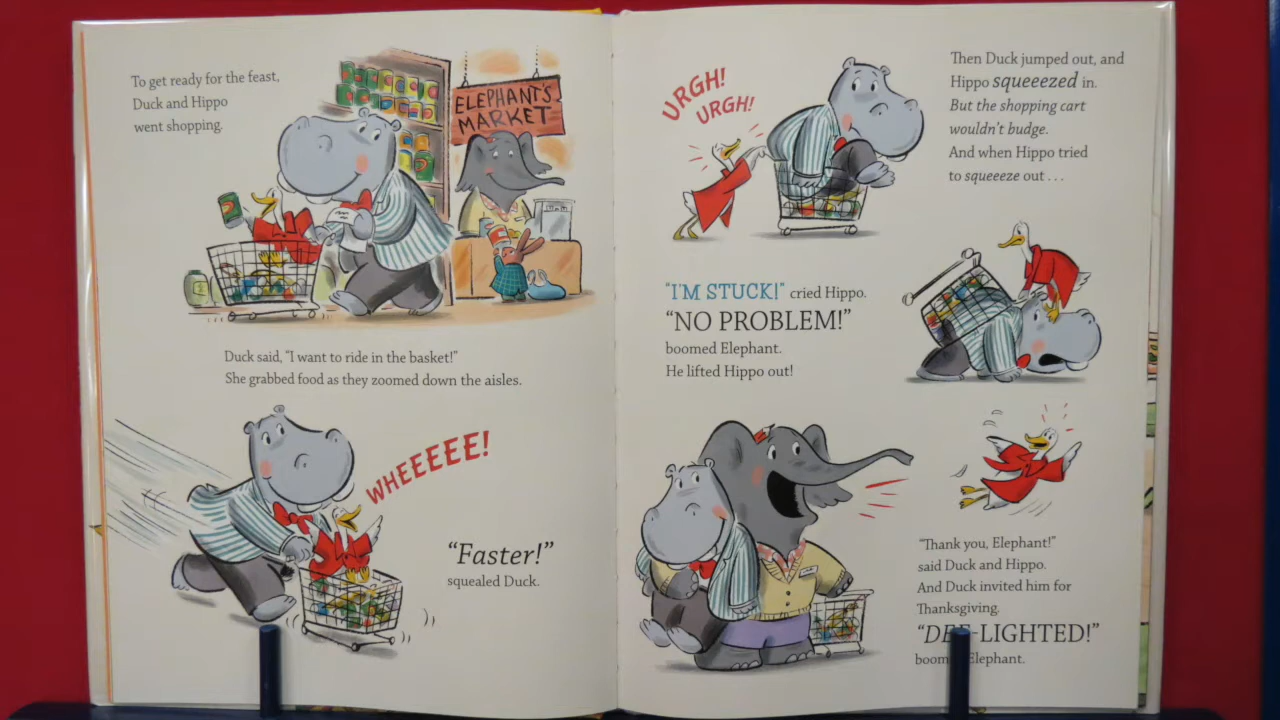 To get ready for the feast,
Duck and Hippo
went shopping.
ELEPHANT'S
MARKET
Duck said, "I want to ride in the basket!"
She grabbed food as they zoomed down the aisles.
WHEEEEE!
"Faster!"
squealed Duck.
URGH!
URGH!
Then Duck jumped out, and
Hippo squeeezed in.
But the shopping cart
wouldn't budge.
And when Hippo tried
to squeeeze out . . .
"I'M STUCK!" cried Hippo.
"NO PROBLEM!"
boomed Elephant.
He lifted Hippo out!
"Thank you, Elephant!"
said Duck and Hippo.
And Duck invited him for
Thanksgiving.
"DEE-LIGHTED!"
boomed Elephant.